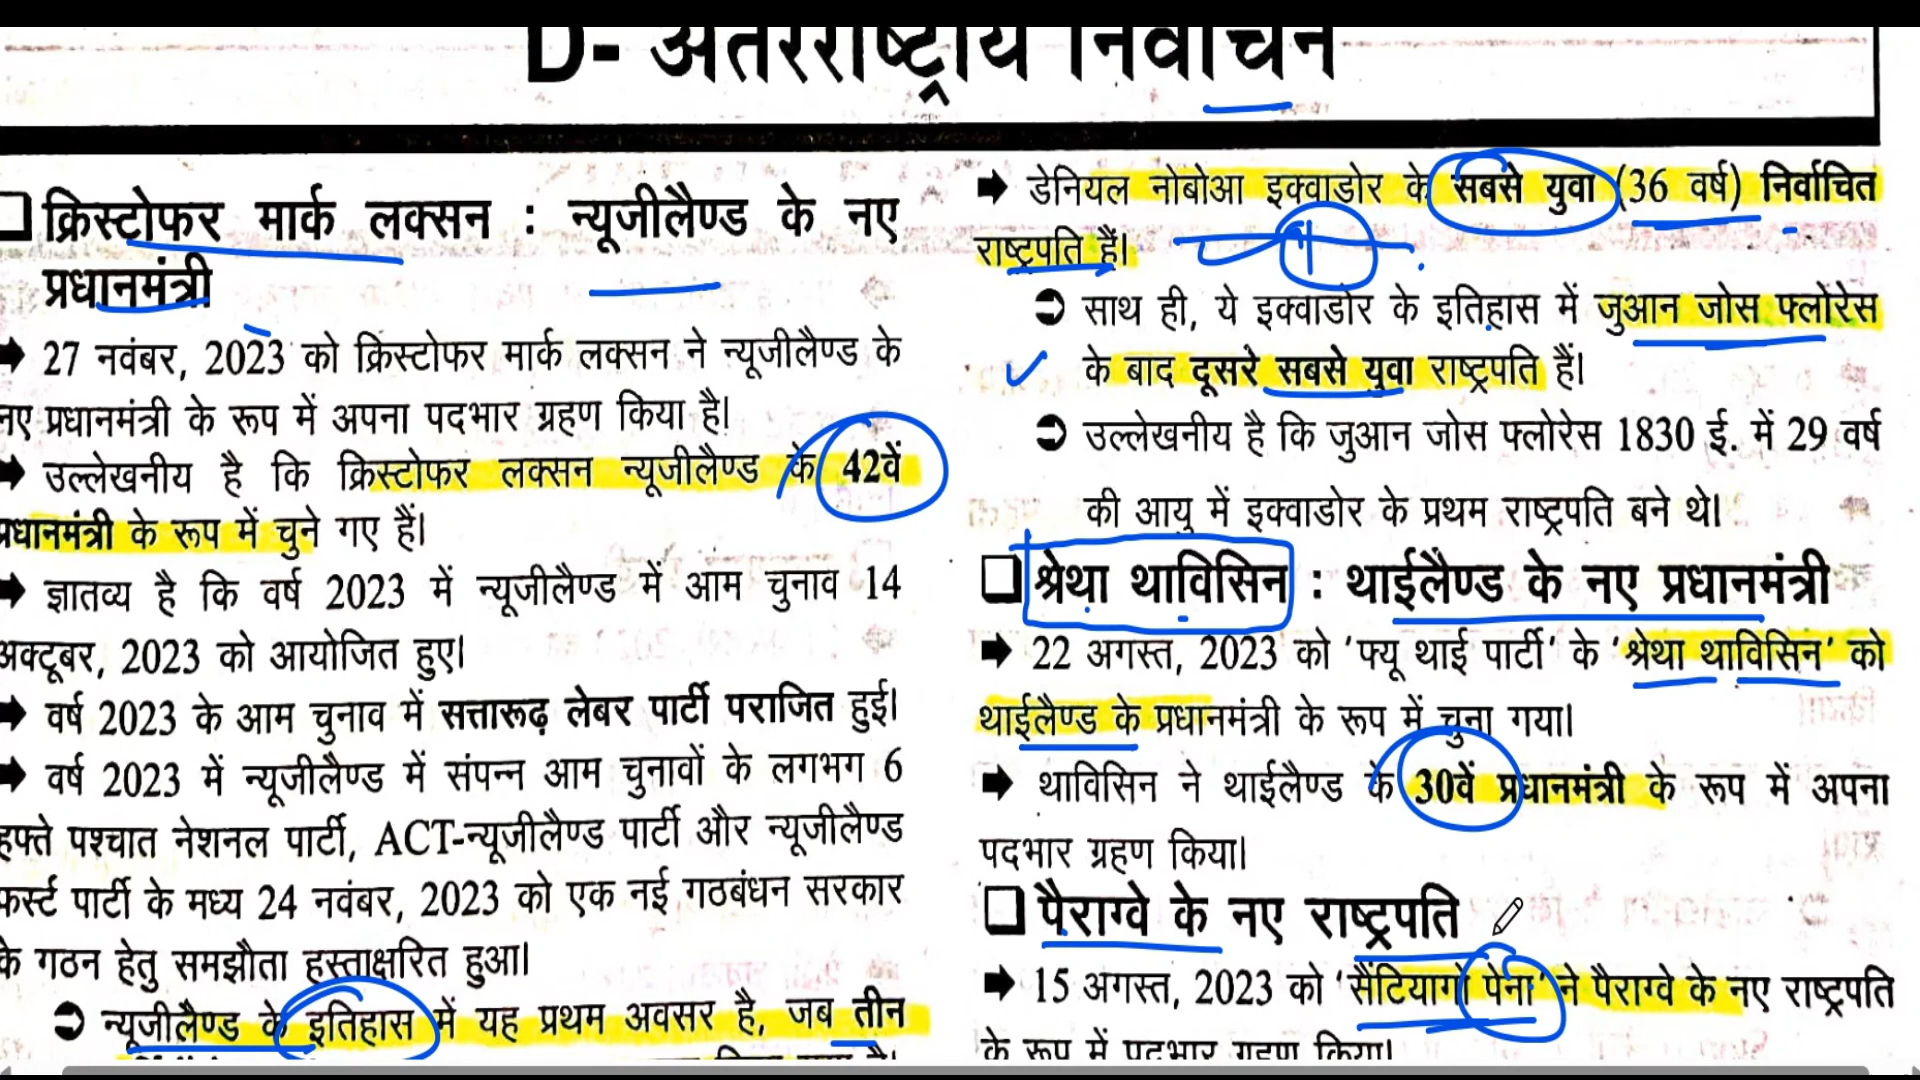 D- अंतरराष्ट्रीय निर्वाचन
क्रिस्टोफर मार्क लक्सन : न्यूजीलैण्ड के नए
प्रधानमंत्री
27 नवंबर, 2023 को क्रिस्टोफर मार्क लक्सन ने न्यूजीलैण्ड के
नए प्रधानमंत्री के रूप में अपना पदभार ग्रहण किया है।
उल्लेखनीय है कि क्रिस्टोफर लक्सन न्यूजीलैण्ड के 42वें
प्रधानमंत्री के रूप में चुने गए हैं।
ज्ञातव्य है कि वर्ष 2023 में न्यूजीलैण्ड में आम चुनाव 14
अक्टूबर, 2023 को आयोजित हुए।
वर्ष 2023 के आम चुनाव में सत्तारूढ़ लेबर पार्टी पराजित हुई।
वर्ष 2023 में न्यूजीलैण्ड में संपन्न आम चुनावों के लगभग 6
हफ्ते पश्चात नेशनल पार्टी, ACT-न्यूजीलैण्ड पार्टी और न्यूजीलैण्ड
फर्स्ट पार्टी के मध्य 24 नवंबर, 2023 को एक नई गठबंधन सरकार
के गठन हेतु समझौता हस्ताक्षरित हुआ।
न्यूजीलैण्ड के इतिहास में यह प्रथम अवसर है, जब तीन
डेनियल नोबोआ इक्वाडोर के सबसे युवा (36 वर्ष) निर्वाचित
राष्ट्रपति हैं।
साथ ही, ये इक्वाडोर के इतिहास में जुआन जोस फ्लोरेस
के बाद दूसरे सबसे युवा राष्ट्रपति हैं।
उल्लेखनीय है कि जुआन जोस फ्लोरेस 1830 ई. में 29 वर्ष
की आयु में इक्वाडोर के प्रथम राष्ट्रपति बने थे।
श्रेथा थाविसिन : थाईलैण्ड के नए प्रधानमंत्री
22 अगस्त, 2023 को 'फ्यू थाई पार्टी' के 'श्रेथा थाविसिन' को
थाईलैण्ड के प्रधानमंत्री के रूप में चुना गया।
थाविसिन ने थाईलैण्ड के 30वें प्रधानमंत्री के रूप में अपना
पदभार ग्रहण किया।
पैराग्वे के नए राष्ट्रपति
15 अगस्त, 2023 को 'सैंटियागो पेना' ने पैराग्वे के नए राष्ट्रपति
के रूप में पदभार ग्रहण किया।